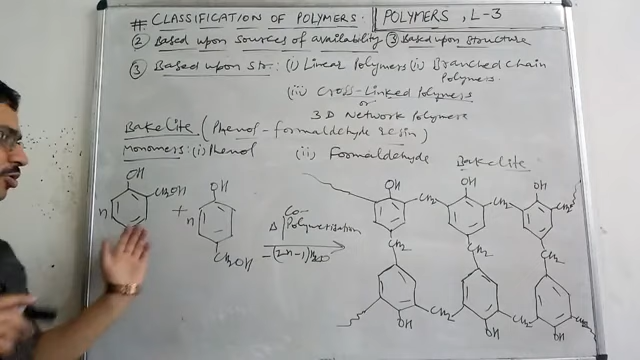 # CLASSIFICATION OF POLYMERS. POLYMERS, L-3
② Based upon sources of availability ③ Based upon structure
③ Based upon str: (i) Linear Polymers (ii) Branched Chain
Polymers.
(iii) Cross-Linked Polymers
or
3D Network Polymers
Bakelite (Phenol-formaldehyde resin)
Monomers: (i) Phenol (ii) Formaldehyde Bakelite
OH OH OH OH
CH2OH OH CH2 CH2 CH2
n + n Co-
Δ Polymerisation
-(2n-1)H2O
CH2 CH2 CH2
CH2OH
CH2 CH2 CH2 CH2
OH OH OH